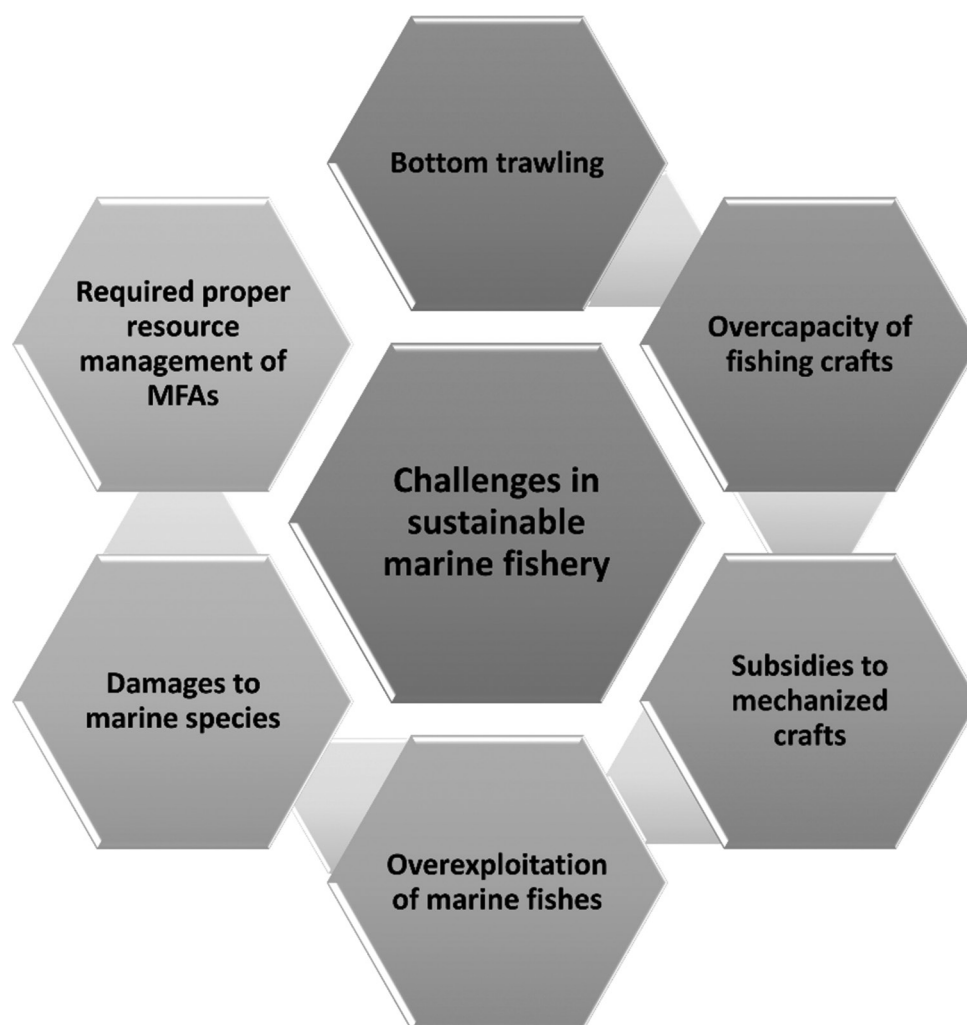 Bottom trawling
Required proper
resource
management of
MFAs
Overcapacity of
fishing crafts
Challenges in
sustainable
marine fishery
Damages to
marine species
Subsidies to
mechanized
crafts
Overexploitation
of marine fishes